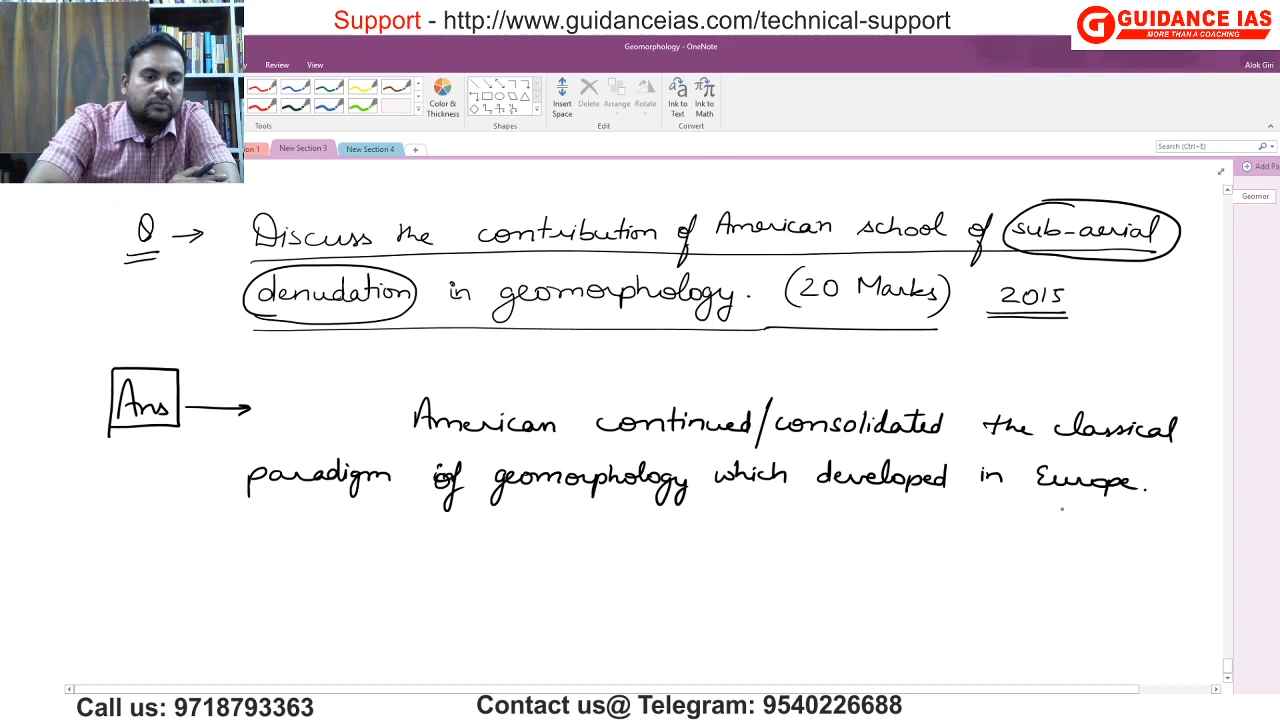 Support - http://www.guidanceias.com/technical-support
GUIDANCE IAS
MORE THAN A COACHING
Geomorphology - OneNote
Alok Giri
Review View
Color & Thickness
Insert Space
Delete
Arrange
Rotate
Ink to Text
Ink to Math
Tools
Shapes
Edit
Convert
New Section 3
New Section 4
+
Search (Ctrl+E)
Add Pa
Geomor
Q → Discuss the contribution of American school of sub-aerial
denudation in geomorphology. (20 Marks) 2015
Ans → American continued/consolidated the classical
paradigm of geomorphology which developed in Europe.
Call us: 9718793363
Contact us@ Telegram: 9540226688